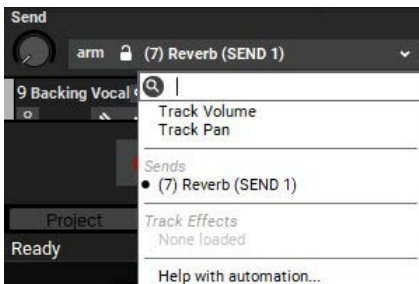 Send
arm (7) Reverb (SEND 1)
9 Backing Vocal
Track Volume
Track Pan
Sends
(7) Reverb (SEND 1)
Project
Track Effects
None loaded
Ready
Help with automation...